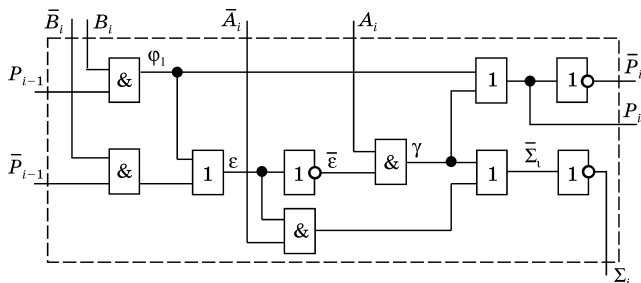 B̄ᵢ Bᵢ Āᵢ Aᵢ
Pᵢ₋₁ & φ₁ 1 1 P̄ᵢ
Pᵢ
P̄ᵢ₋₁ & 1 ε 1 ε̄ & γ 1 Σ̄ι 1
&
Σᵢ